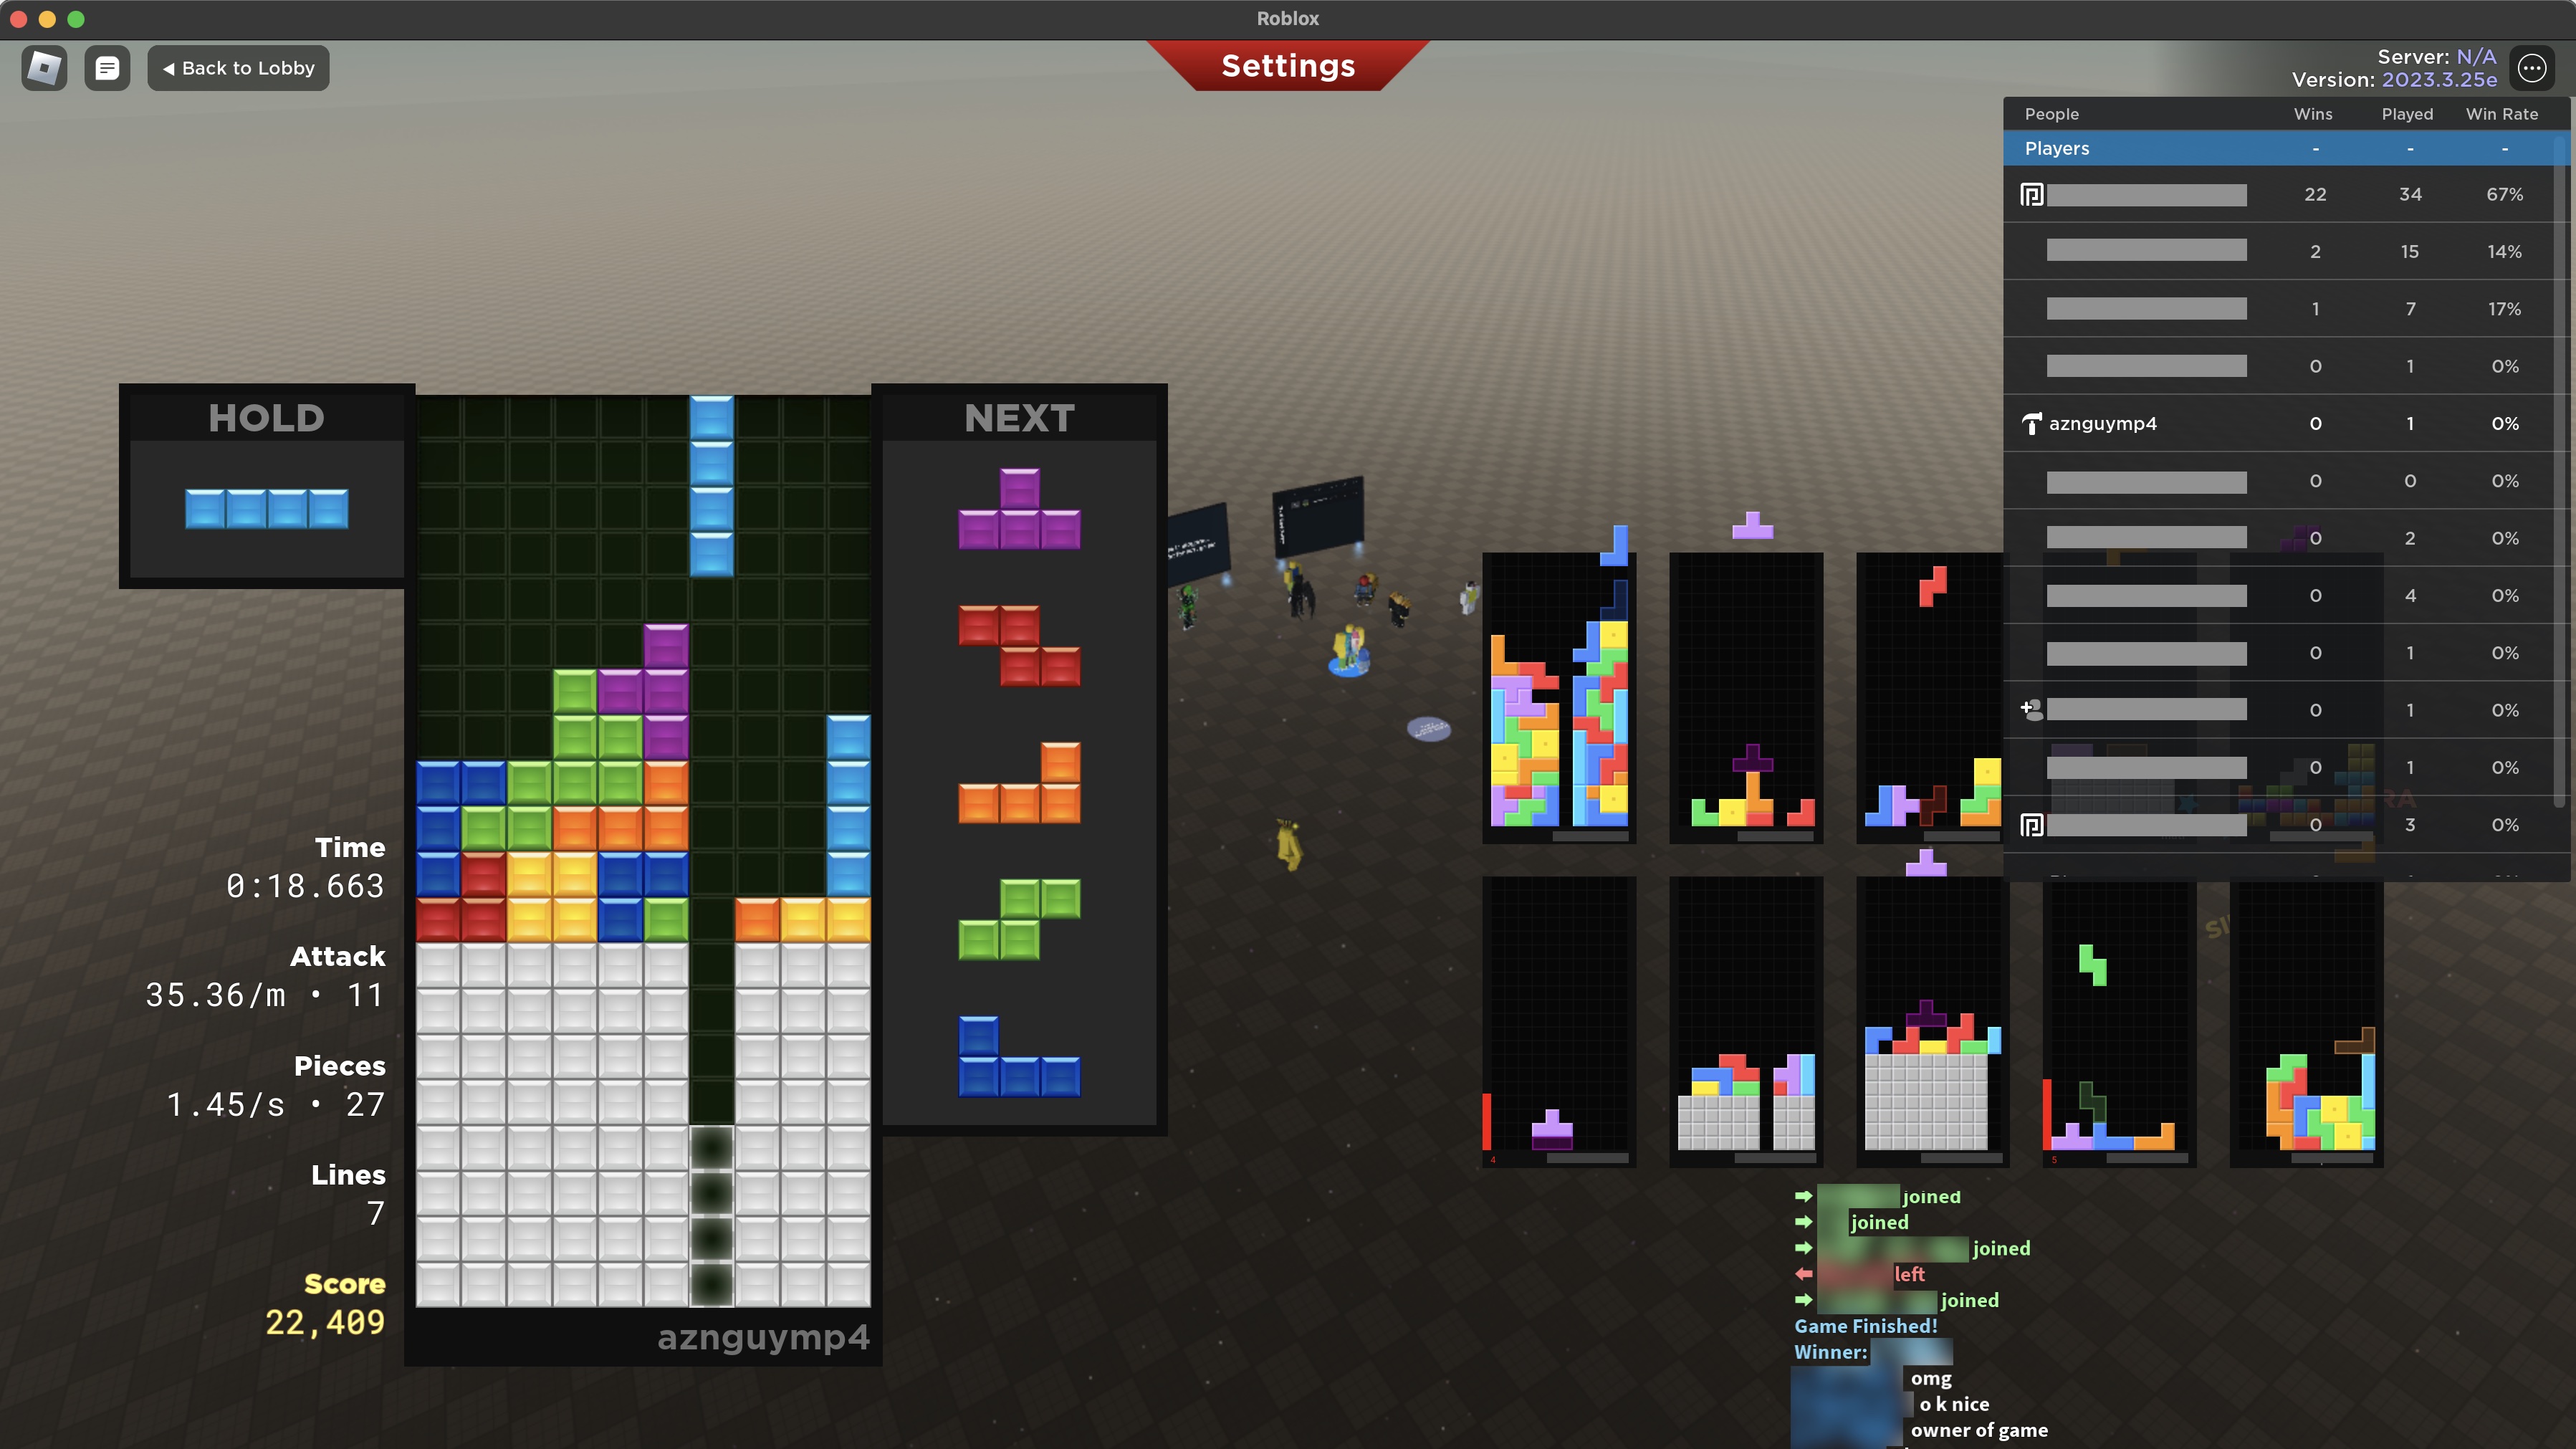 Roblox
◀ Back to Lobby
Settings
Server: N/A
Version: 2023.3.25e
People Wins Played Win Rate
Players - - -
22 34 67%
2 15 14%
1 7 17%
0 1 0%
aznguymp4 0 1 0%
0 0 0%
0 2 0%
0 4 0%
0 1 0%
0 1 0%
0 1 0%
0 3 0%
HOLD
NEXT
Time
0:18.663
Attack
35.36/m • 11
Pieces
1.45/s • 27
Lines
7
Score
22,409
aznguymp4
4
5
joined
joined
joined
left
joined
Game Finished!
Winner:
omg
o k nice
owner of game